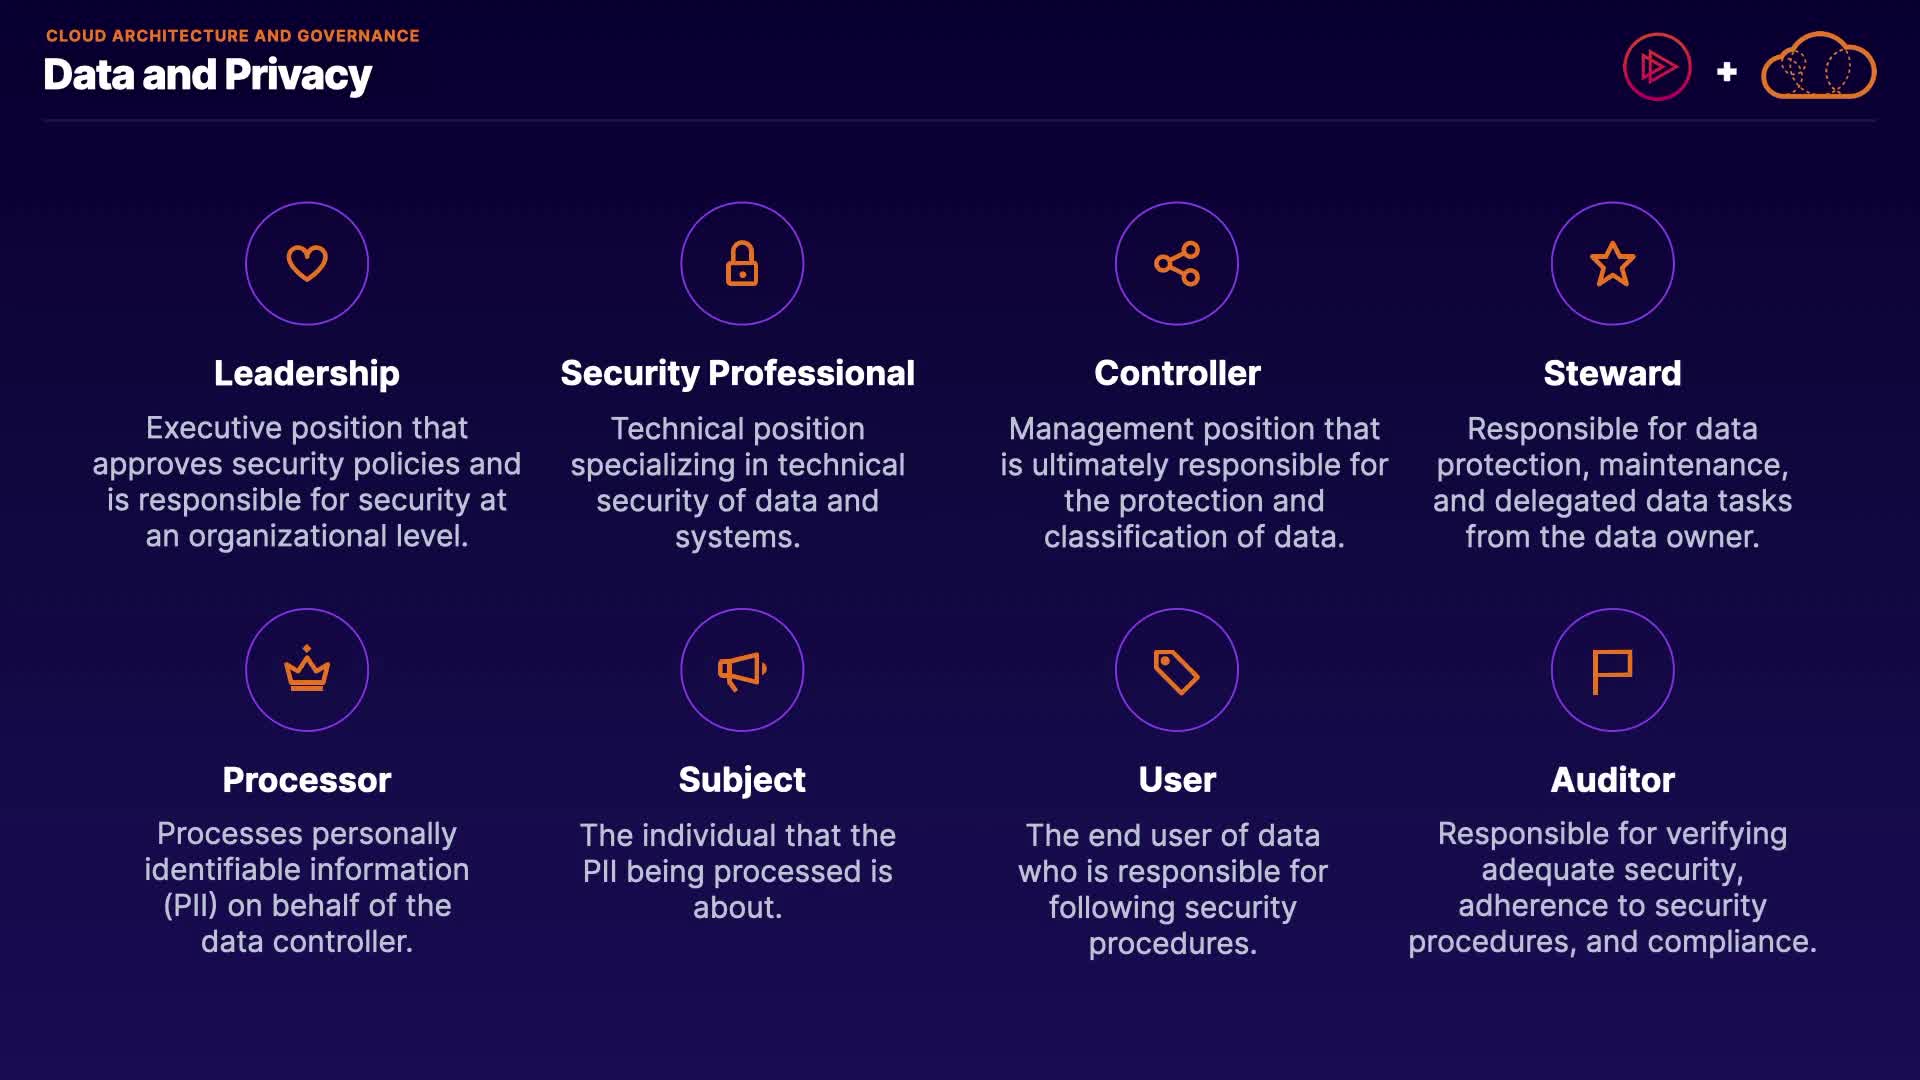 CLOUD ARCHITECTURE AND GOVERNANCE
Data and Privacy
Leadership
Executive position that
approves security policies and
is responsible for security at
an organizational level.
Security Professional
Technical position
specializing in technical
security of data and
systems.
Controller
Management position that
is ultimately responsible for
the protection and
classification of data.
Steward
Responsible for data
protection, maintenance,
and delegated data tasks
from the data owner.
Processor
Processes personally
identifiable information
(PII) on behalf of the
data controller.
Subject
The individual that the
PII being processed is
about.
User
The end user of data
who is responsible for
following security
procedures.
Auditor
Responsible for verifying
adequate security,
adherence to security
procedures, and compliance.